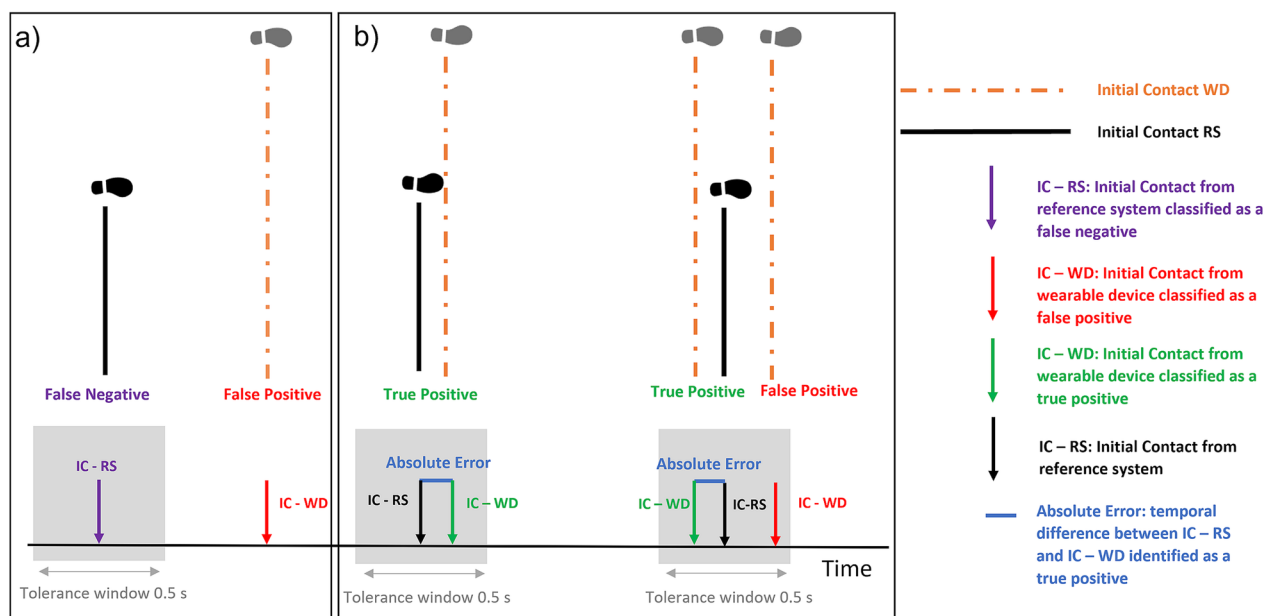 a)
False Negative
False Positive
IC - RS
IC - WD
Tolerance window 0.5 s
b)
True Positive
True Positive
False Positive
Absolute Error
IC - RS
IC – WD
Absolute Error
IC – WD
IC-RS
IC - WD
Time
Tolerance window 0.5 s
Tolerance window 0.5 s
Initial Contact WD
Initial Contact RS
IC – RS: Initial Contact from
reference system classified as a
false negative
IC – WD: Initial Contact from
wearable device classified as a
false positive
IC – WD: Initial Contact from
wearable device classified as a
true positive
IC – RS: Initial Contact from
reference system
Absolute Error: temporal
difference between IC – RS
and IC – WD identified as a
true positive